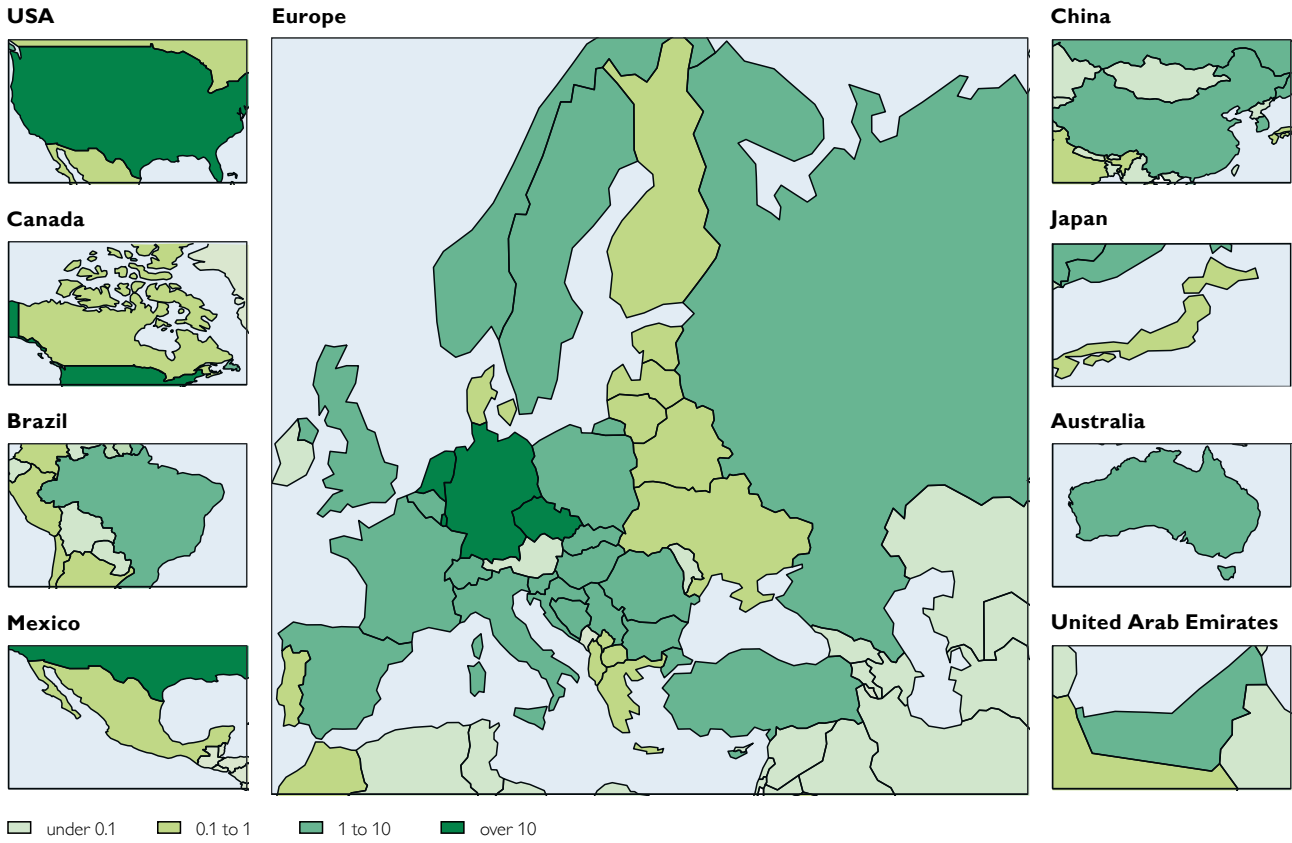 USA
Canada
Brazil
Mexico
Europe
China
Japan
Australia
United Arab Emirates
under 0.1
0.1 to 1
1 to 10
over 10